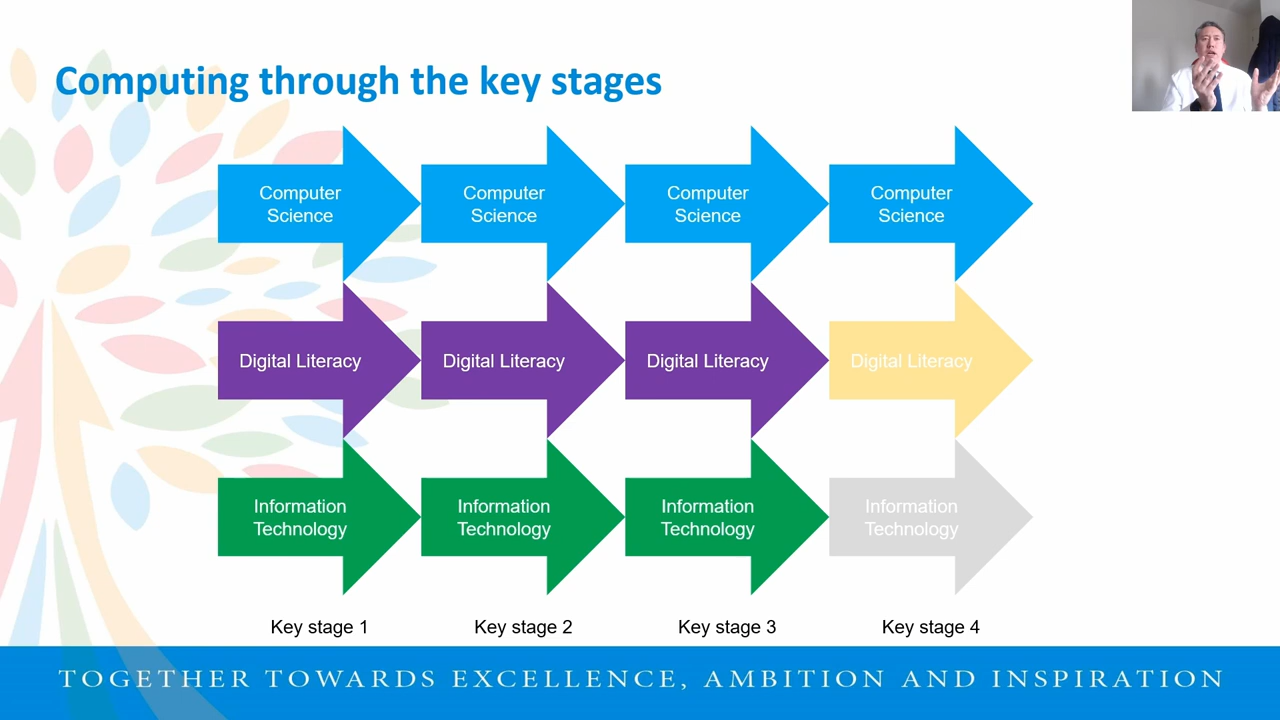 Computing through the key stages
Computer
Science
Computer
Science
Computer
Science
Computer
Science
Digital Literacy
Digital Literacy
Digital Literacy
Digital Literacy
Information
Technology
Information
Technology
Information
Technology
Information
Technology
Key stage 1
Key stage 2
Key stage 3
Key stage 4
TOGETHER TOWARDS EXCELLENCE, AMBITION AND INSPIRATION